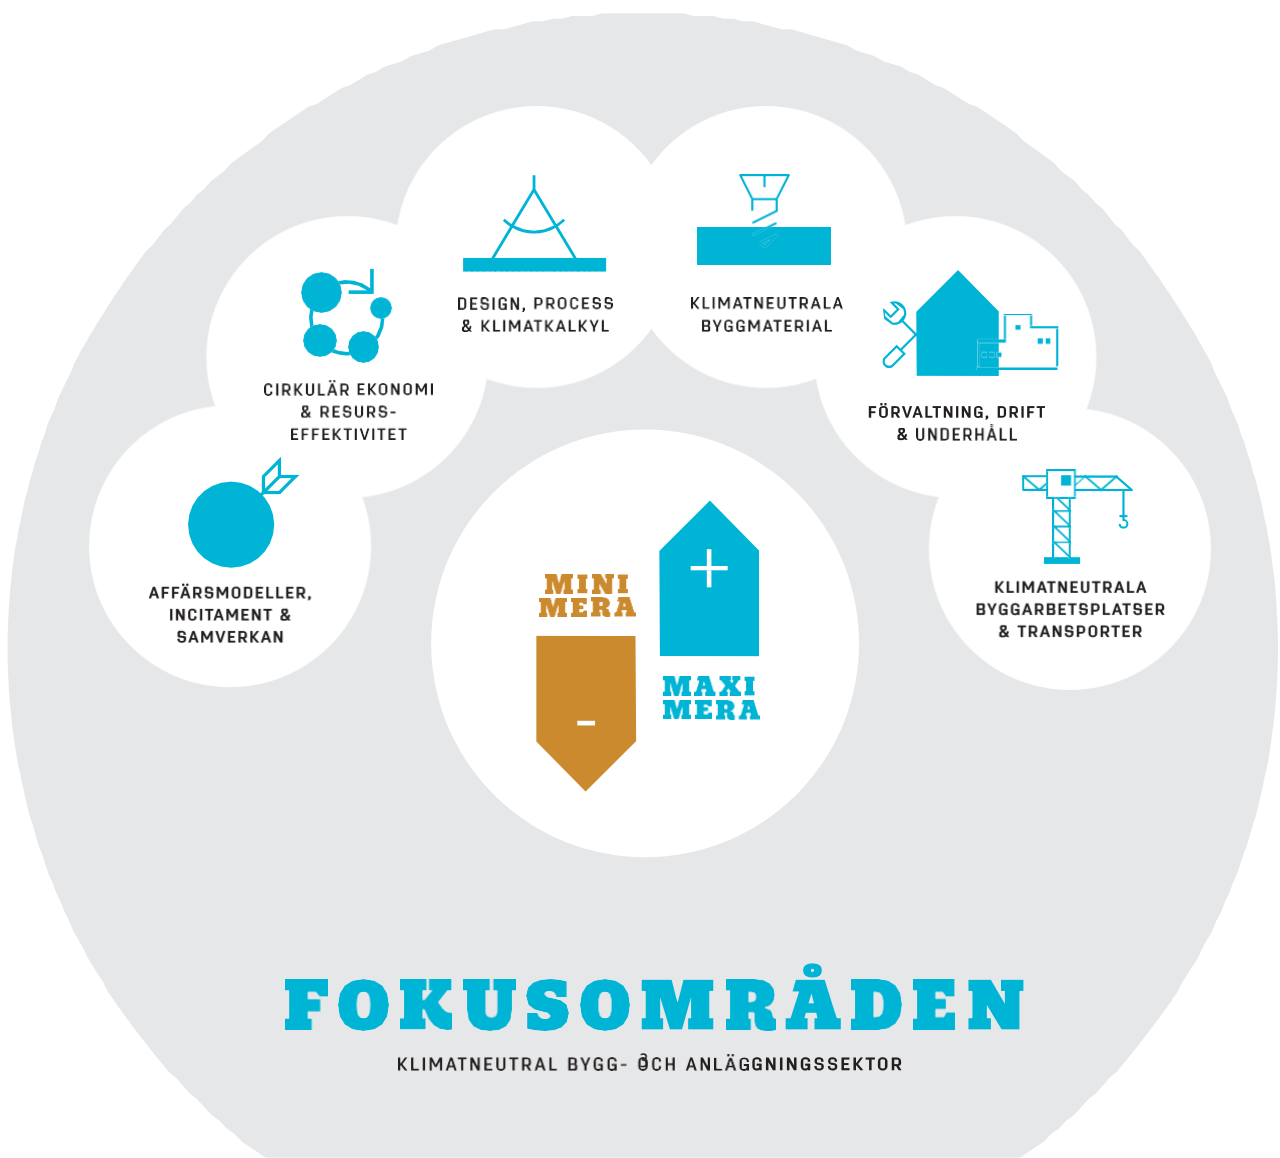 DESIGN, PROCESS
& KLIMATKALKYL
KLIMATNEUTRALA
BYGGMATERIAL
CIRKULÄR EKONOMI
& RESURS-
EFFEKTIVITET
FÖRVALTNING, DRIFT
& UNDERHÅLL
AFFÄRSMODELLER,
INCITAMENT &
SAMVERKAN
KLIMATNEUTRALA
BYGGARBETSPLATSER
& TRANSPORTER
MINI
MERA
MAXI
MERA
FOKUSOMRÅDEN
KLIMATNEUTRAL BYGG- OCH ANLÄGGNINGSSEKTOR